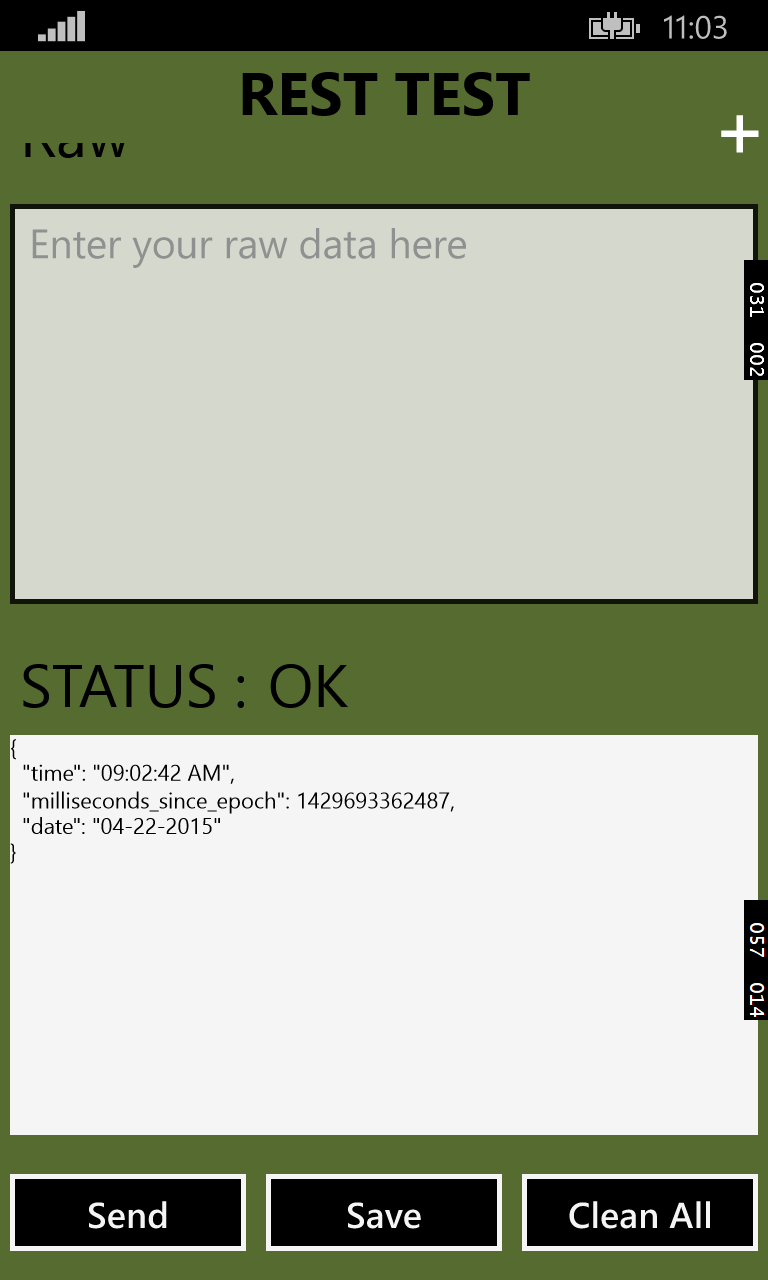 11:03
REST TEST
Raw
Enter your raw data here
031 002
STATUS : OK
{
"time": "09:02:42 AM",
"milliseconds_since_epoch": 1429693362487,
"date": "04-22-2015"
}
057 014
Send Save Clean All